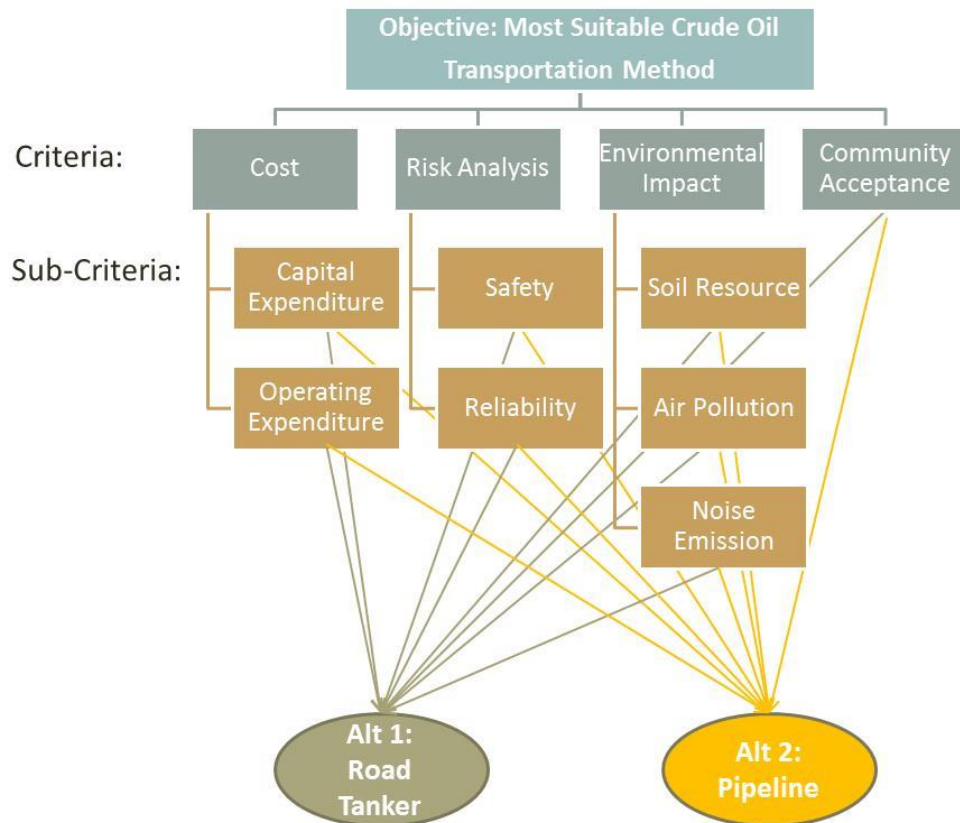 Objective: Most Suitable Crude Oil
Transportation Method
Criteria:
Cost
Risk Analysis
Environmental
Impact
Community
Acceptance
Sub-Criteria:
Capital
Expenditure
Safety
Soil Resource
Operating
Expenditure
Reliability
Air Pollution
Noise
Emission
Alt 1:
Road
Tanker
Alt 2:
Pipeline